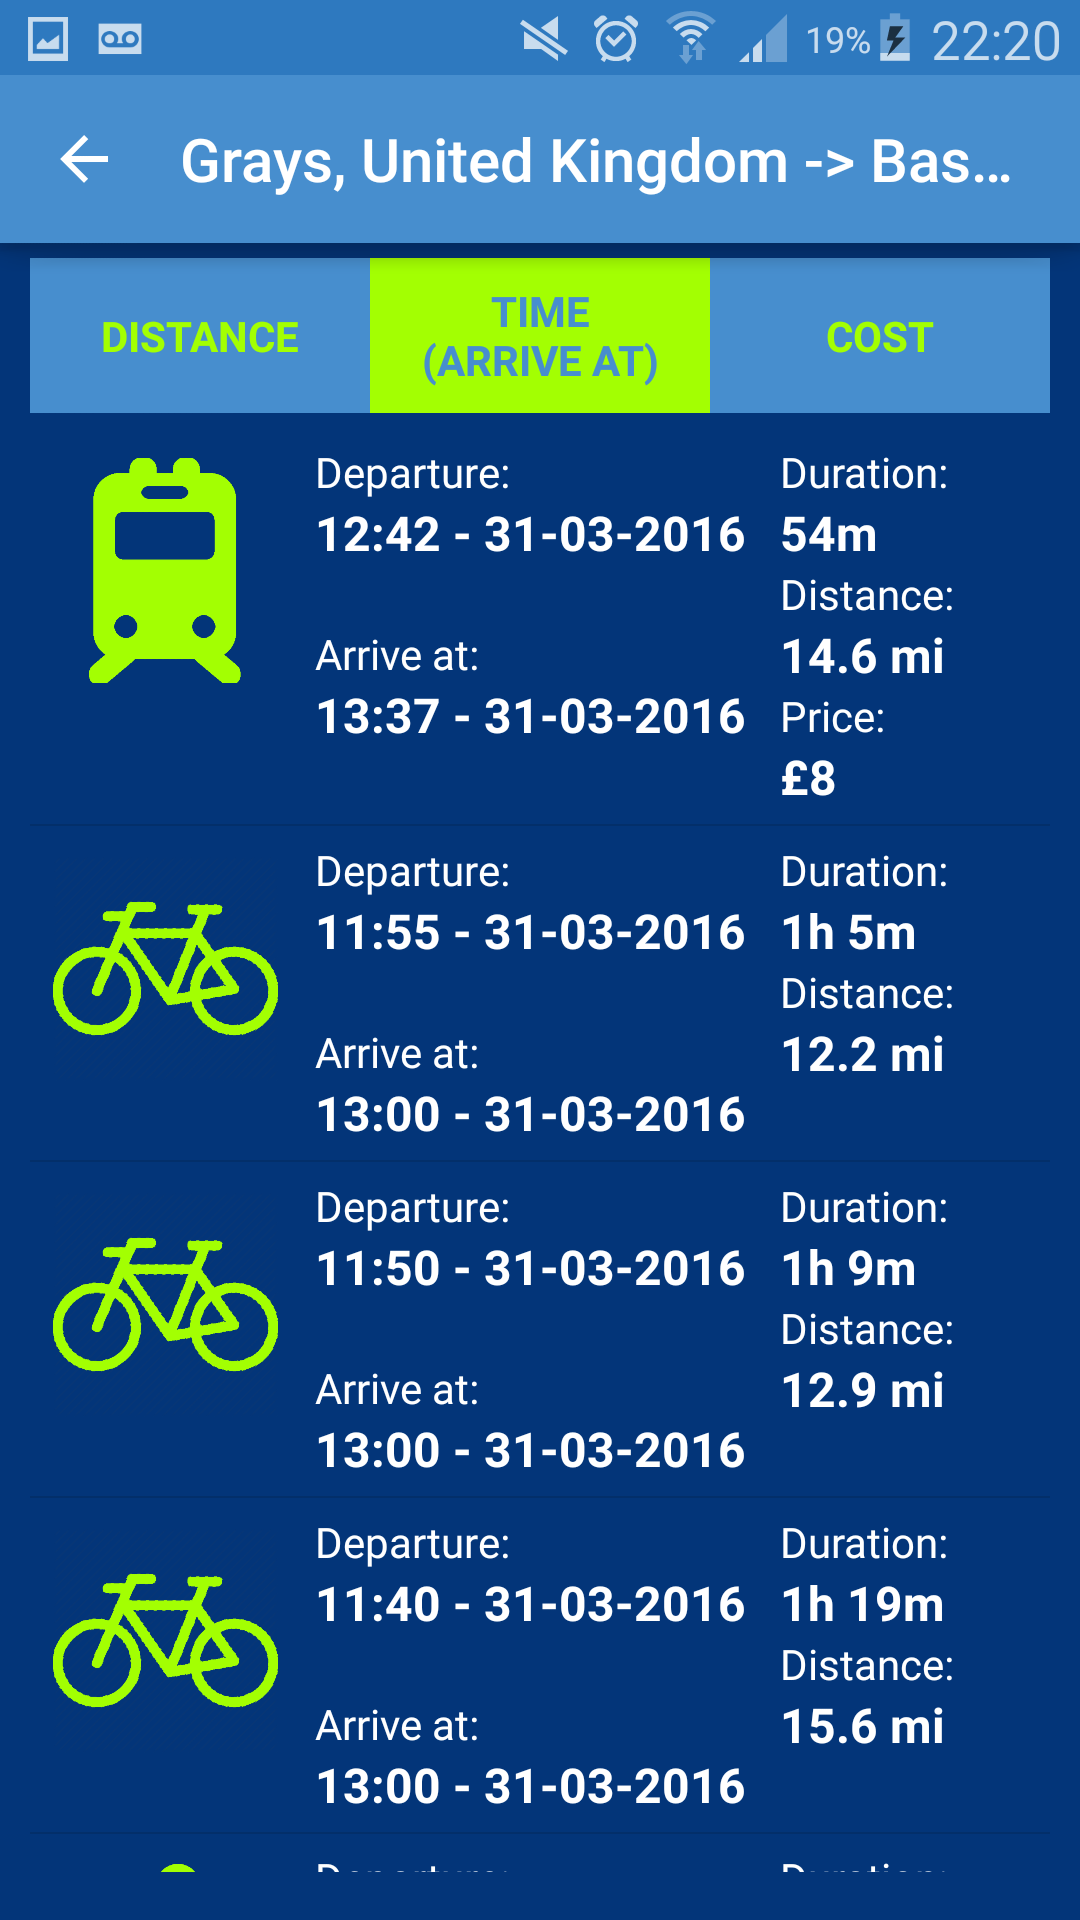 19% 22:20
Grays, United Kingdom -> Bas...
DISTANCE
TIME
(ARRIVE AT)
COST
Departure:
12:42 - 31-03-2016
Arrive at:
13:37 - 31-03-2016
Duration:
54m
Distance:
14.6 mi
Price:
£8
Departure:
11:55 - 31-03-2016
Arrive at:
13:00 - 31-03-2016
Duration:
1h 5m
Distance:
12.2 mi
Departure:
11:50 - 31-03-2016
Arrive at:
13:00 - 31-03-2016
Duration:
1h 9m
Distance:
12.9 mi
Departure:
11:40 - 31-03-2016
Arrive at:
13:00 - 31-03-2016
Duration:
1h 19m
Distance:
15.6 mi